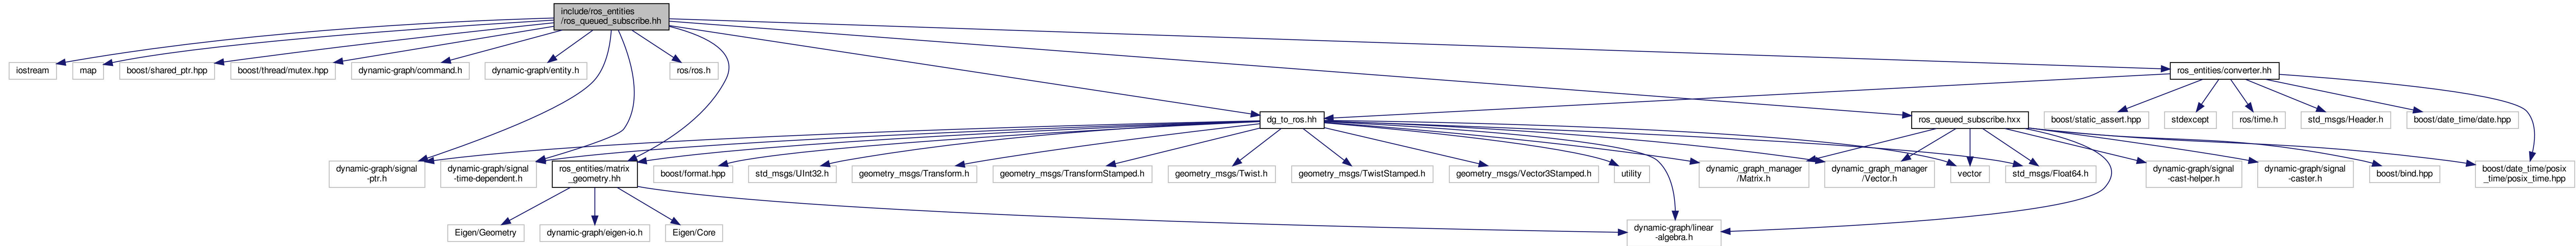 include/ros_entities
/ros_queued_subscribe.hh
iostream
map
boost/shared_ptr.hpp
boost/thread/mutex.hpp
dynamic-graph/command.h
dynamic-graph/entity.h
ros/ros.h
ros_entities/converter.hh
dg_to_ros.hh
ros_queued_subscribe.hxx
boost/static_assert.hpp
stdexcept
ros/time.h
std_msgs/Header.h
boost/date_time/date.hpp
dynamic-graph/signal
-ptr.h
dynamic-graph/signal
-time-dependent.h
ros_entities/matrix
_geometry.hh
boost/format.hpp
std_msgs/UInt32.h
geometry_msgs/Transform.h
geometry_msgs/TransformStamped.h
geometry_msgs/Twist.h
geometry_msgs/TwistStamped.h
geometry_msgs/Vector3Stamped.h
utility
dynamic_graph_manager
/Matrix.h
dynamic_graph_manager
/Vector.h
vector
std_msgs/Float64.h
dynamic-graph/signal
-cast-helper.h
dynamic-graph/signal
-caster.h
boost/bind.hpp
boost/date_time/posix
_time/posix_time.hpp
Eigen/Geometry
dynamic-graph/eigen-io.h
Eigen/Core
dynamic-graph/linear
-algebra.h